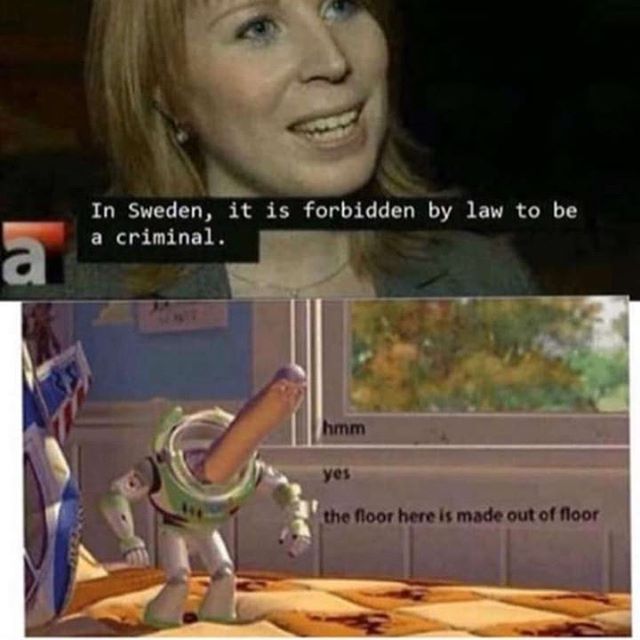 In Sweden, it is forbidden by law to be
a criminal.
a
hmm
yes
the floor here is made out of floor